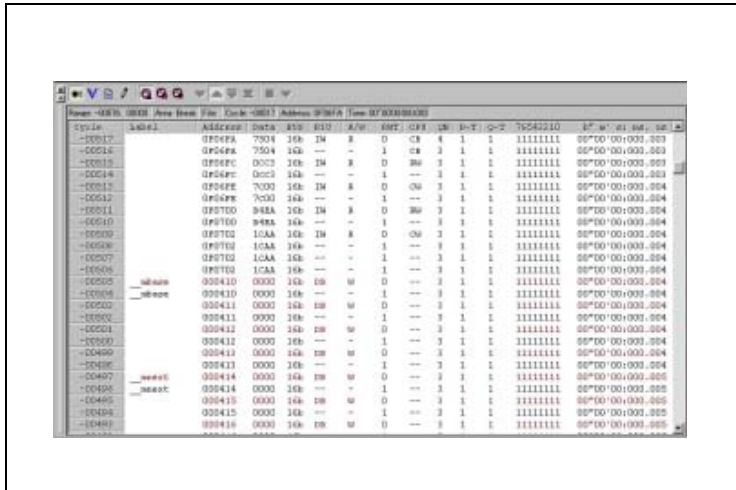 Cycle Label Address Data BUS BIU R/W RWT CPU QN B-T Q-T 76543210 h" m' s: ms. us
-00517 0F06FA 7504 16b IW R 0 CB 4 1 1 11111111 00"00'00:000.003
-00516 0F06FA 7504 16b -- - 1 CB 3 1 1 11111111 00"00'00:000.003
-00515 0F06FC 0CC3 16b IW R 0 RW 3 1 1 11111111 00"00'00:000.003
-00514 0F06FC 0CC3 16b -- - 1 -- 3 1 1 11111111 00"00'00:000.003
-00513 0F06FE 7C00 16b IW R 0 CW 3 1 1 11111111 00"00'00:000.004
-00512 0F06FE 7C00 16b -- - 1 -- 3 1 1 11111111 00"00'00:000.004
-00511 0F0700 B4EA 16b IW R 0 RW 3 1 1 11111111 00"00'00:000.004
-00510 0F0700 B4EA 16b -- - 1 -- 3 1 1 11111111 00"00'00:000.004
-00509 0F0702 1CAA 16b IW R 0 CW 3 1 1 11111111 00"00'00:000.004
-00508 0F0702 1CAA 16b -- - 1 -- 3 1 1 11111111 00"00'00:000.004
-00507 0F0702 1CAA 16b -- - 1 -- 3 1 1 11111111 00"00'00:000.004
-00506 0F0702 1CAA 16b -- - 1 -- 3 1 1 11111111 00"00'00:000.004
-00505 000410 0000 16b DB W 0 -- 3 1 1 11111111 00"00'00:000.004
-00504 000410 0000 16b -- - 1 -- 3 1 1 11111111 00"00'00:000.004
-00503 000411 0000 16b DB W 0 -- 3 1 1 11111111 00"00'00:000.004
-00502 000411 0000 16b -- - 1 -- 3 1 1 11111111 00"00'00:000.004
-00501 000412 0000 16b DB W 0 -- 3 1 1 11111111 00"00'00:000.004
-00500 000412 0000 16b -- - 1 -- 3 1 1 11111111 00"00'00:000.004
-00499 000413 0000 16b DB W 0 -- 3 1 1 11111111 00"00'00:000.004
-00498 000413 0000 16b -- - 1 -- 3 1 1 11111111 00"00'00:000.004
-00497 000414 0000 16b DB W 0 -- 3 1 1 11111111 00"00'00:000.005
-00496 000414 0000 16b -- - 1 -- 3 1 1 11111111 00"00'00:000.005
-00495 000415 0000 16b DB W 0 -- 3 1 1 11111111 00"00'00:000.005
-00494 000415 0000 16b -- - 1 -- 3 1 1 11111111 00"00'00:000.005
-00493 000416 0000 16b DB W 0 -- 3 1 1 11111111 00"00'00:000.005